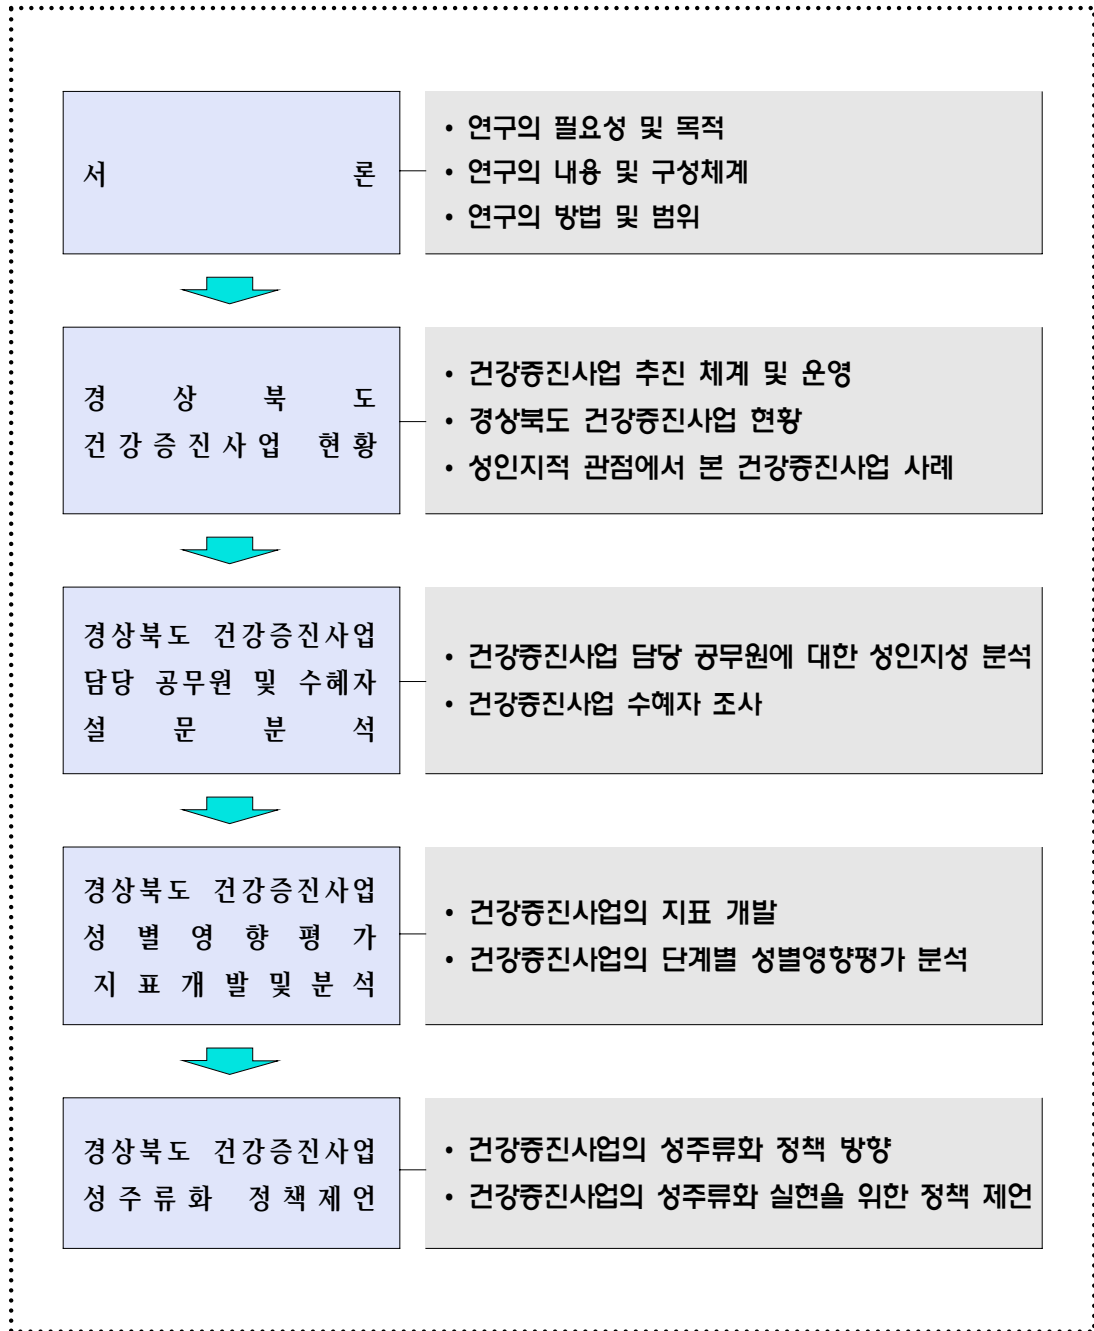 서 론
• 연구의 필요성 및 목적
• 연구의 내용 및 구성체계
• 연구의 방법 및 범위
경 상 북 도
건강증진사업 현황
• 건강증진사업 추진 체계 및 운영
• 경상북도 건강증진사업 현황
• 성인지적 관점에서 본 건강증진사업 사례
경상북도 건강증진사업
담당 공무원 및 수혜자
설 문 분 석
• 건강증진사업 담당 공무원에 대한 성인지성 분석
• 건강증진사업 수혜자 조사
경상북도 건강증진사업
성 별 영 향 평 가
지 표 개 발 및 분 석
• 건강증진사업의 지표 개발
• 건강증진사업의 단계별 성별영향평가 분석
경상북도 건강증진사업
성주류화 정책제언
• 건강증진사업의 성주류화 정책 방향
• 건강증진사업의 성주류화 실현을 위한 정책 제언